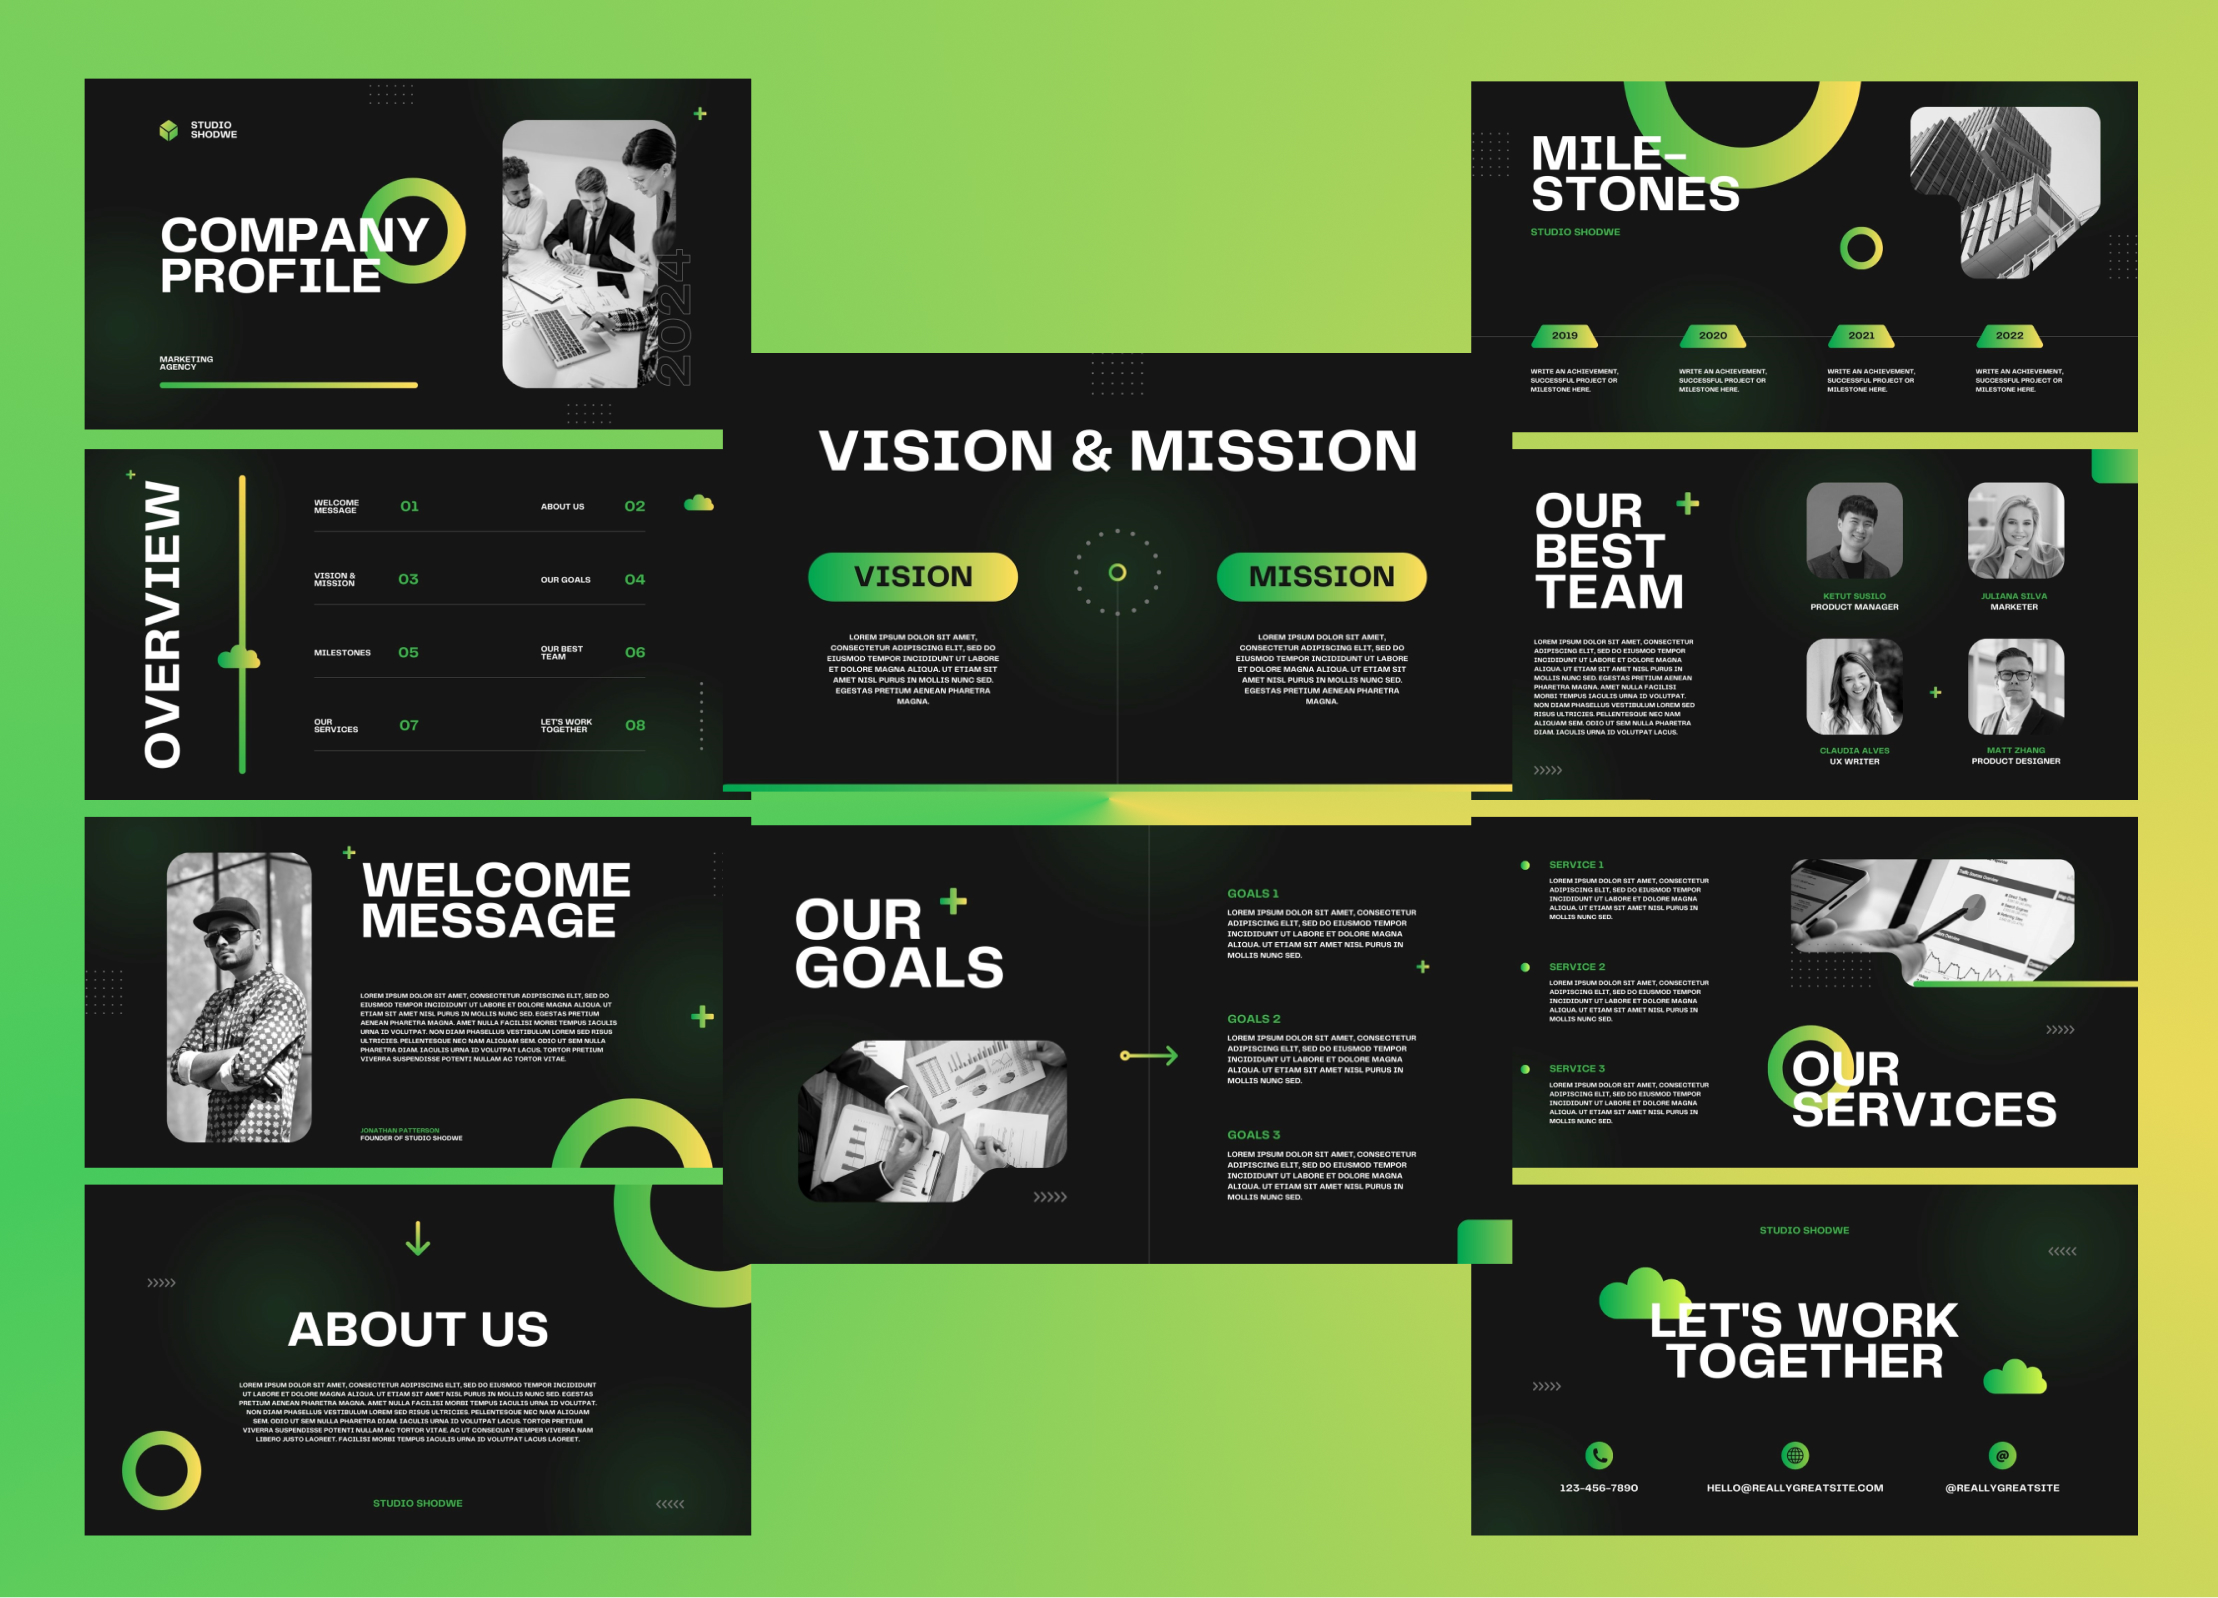 STUDIO
SHODWE
COMPANY
PROFILE
2024
MARKETING
AGENCY
OVERVIEW
WELCOME
MESSAGE
01
ABOUT US
02
VISION &
MISSION
03
OUR GOALS
04
MILESTONES
05
OUR BEST
TEAM
06
OUR
SERVICES
07
LET'S WORK
TOGETHER
08
WELCOME
MESSAGE
LOREM IPSUM DOLOR SIT AMET, CONSECTETUR ADIPISCING ELIT, SED DO
EIUSMOD TEMPOR INCIDIDUNT UT LABORE ET DOLORE MAGNA ALIQUA. UT
ETIAM SIT AMET NISL PURUS IN MOLLIS NUNC SED. EGESTAS PRETIUM
AENEAN PHARETRA MAGNA. AMET NULLA FACILISI MORBI TEMPUS IACULIS
URNA ID VOLUTPAT. NON DIAM PHASELLUS VESTIBULUM LOREM SED RISUS
ULTRICIES. PELLENTESQUE NEC NAM ALIQUAM SEM. ODIO UT SEM NULLA
PHARETRA DIAM. IACULIS URNA ID VOLUTPAT LACUS. TORTOR PRETIUM
VIVERRA SUSPENDISSE POTENTI NULLAM AC TORTOR VITAE.
JONATHAN PATTERSON
FOUNDER OF STUDIO SHODWE
ABOUT US
LOREM IPSUM DOLOR SIT AMET, CONSECTETUR ADIPISCING ELIT, SED DO EIUSMOD TEMPOR INCIDIDUNT
UT LABORE ET DOLORE MAGNA ALIQUA. UT ETIAM SIT AMET NISL PURUS IN MOLLIS NUNC SED. EGESTAS
PRETIUM AENEAN PHARETRA MAGNA. AMET NULLA FACILISI MORBI TEMPUS IACULIS URNA ID VOLUTPAT.
NON DIAM PHASELLUS VESTIBULUM LOREM SED RISUS ULTRICIES. PELLENTESQUE NEC NAM ALIQUAM
SEM. ODIO UT SEM NULLA PHARETRA DIAM. IACULIS URNA ID VOLUTPAT LACUS. TORTOR PRETIUM
VIVERRA SUSPENDISSE POTENTI NULLAM AC TORTOR VITAE. AC UT CONSEQUAT SEMPER VIVERRA NAM
LIBERO JUSTO LAOREET. FACILISI MORBI TEMPUS IACULIS URNA ID VOLUTPAT LACUS LAOREET.
STUDIO SHODWE
VISION & MISSION
VISION
LOREM IPSUM DOLOR SIT AMET,
CONSECTETUR ADIPISCING ELIT, SED DO
EIUSMOD TEMPOR INCIDIDUNT UT LABORE
ET DOLORE MAGNA ALIQUA. UT ETIAM SIT
AMET NISL PURUS IN MOLLIS NUNC SED.
EGESTAS PRETIUM AENEAN PHARETRA
MAGNA.
MISSION
LOREM IPSUM DOLOR SIT AMET,
CONSECTETUR ADIPISCING ELIT, SED DO
EIUSMOD TEMPOR INCIDIDUNT UT LABORE
ET DOLORE MAGNA ALIQUA. UT ETIAM SIT
AMET NISL PURUS IN MOLLIS NUNC SED.
EGESTAS PRETIUM AENEAN PHARETRA
MAGNA.
OUR
GOALS
GOALS 1
LOREM IPSUM DOLOR SIT AMET, CONSECTETUR
ADIPISCING ELIT, SED DO EIUSMOD TEMPOR
INCIDIDUNT UT LABORE ET DOLORE MAGNA
ALIQUA. UT ETIAM SIT AMET NISL PURUS IN
MOLLIS NUNC SED.
GOALS 2
LOREM IPSUM DOLOR SIT AMET, CONSECTETUR
ADIPISCING ELIT, SED DO EIUSMOD TEMPOR
INCIDIDUNT UT LABORE ET DOLORE MAGNA
ALIQUA. UT ETIAM SIT AMET NISL PURUS IN
MOLLIS NUNC SED.
GOALS 3
LOREM IPSUM DOLOR SIT AMET, CONSECTETUR
ADIPISCING ELIT, SED DO EIUSMOD TEMPOR
INCIDIDUNT UT LABORE ET DOLORE MAGNA
ALIQUA. UT ETIAM SIT AMET NISL PURUS IN
MOLLIS NUNC SED.
MILE-
STONES
STUDIO SHODWE
2019
WRITE AN ACHIEVEMENT,
SUCCESSFUL PROJECT OR
MILESTONE HERE.
2020
WRITE AN ACHIEVEMENT,
SUCCESSFUL PROJECT OR
MILESTONE HERE.
2021
WRITE AN ACHIEVEMENT,
SUCCESSFUL PROJECT OR
MILESTONE HERE.
2022
WRITE AN ACHIEVEMENT,
SUCCESSFUL PROJECT OR
MILESTONE HERE.
OUR
BEST
TEAM
LOREM IPSUM DOLOR SIT AMET, CONSECTETUR
ADIPISCING ELIT, SED DO EIUSMOD TEMPOR
INCIDIDUNT UT LABORE ET DOLORE MAGNA
ALIQUA. UT ETIAM SIT AMET NISL PURUS IN
MOLLIS NUNC SED. EGESTAS PRETIUM AENEAN
PHARETRA MAGNA. AMET NULLA FACILISI
MORBI TEMPUS IACULIS URNA ID VOLUTPAT.
NON DIAM PHASELLUS VESTIBULUM LOREM SED
RISUS ULTRICIES. PELLENTESQUE NEC NAM
ALIQUAM SEM. ODIO UT SEM NULLA PHARETRA
DIAM. IACULIS URNA ID VOLUTPAT LACUS.
KETUT SUSILO
PRODUCT MANAGER
JULIANA SILVA
MARKETER
CLAUDIA ALVES
UX WRITER
MATT ZHANG
PRODUCT DESIGNER
SERVICE 1
LOREM IPSUM DOLOR SIT AMET, CONSECTETUR
ADIPISCING ELIT, SED DO EIUSMOD TEMPOR
INCIDIDUNT UT LABORE ET DOLORE MAGNA
ALIQUA. UT ETIAM SIT AMET NISL PURUS IN
MOLLIS NUNC SED.
SERVICE 2
LOREM IPSUM DOLOR SIT AMET, CONSECTETUR
ADIPISCING ELIT, SED DO EIUSMOD TEMPOR
INCIDIDUNT UT LABORE ET DOLORE MAGNA
ALIQUA. UT ETIAM SIT AMET NISL PURUS IN
MOLLIS NUNC SED.
SERVICE 3
LOREM IPSUM DOLOR SIT AMET, CONSECTETUR
ADIPISCING ELIT, SED DO EIUSMOD TEMPOR
INCIDIDUNT UT LABORE ET DOLORE MAGNA
ALIQUA. UT ETIAM SIT AMET NISL PURUS IN
MOLLIS NUNC SED.
OUR
SERVICES
STUDIO SHODWE
LET'S WORK
TOGETHER
123-456-7890
HELLO@REALLYGREATSITE.COM
@REALLYGREATSITE